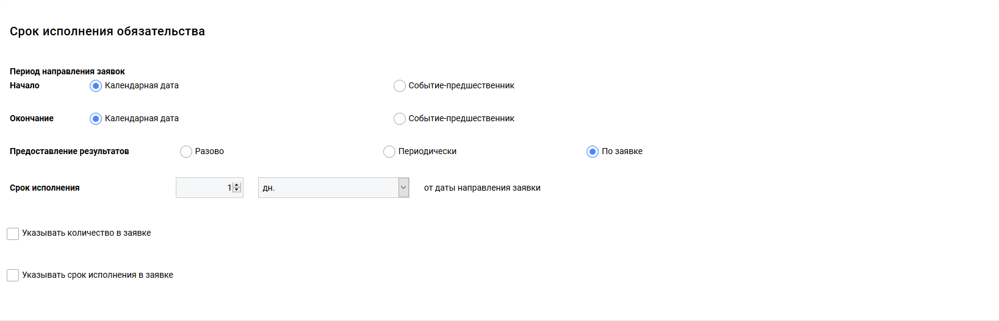 Срок исполнения обязательства
Период направления заявок
Начало Календарная дата Событие-предшественник
Окончание Календарная дата Событие-предшественник
Предоставление результатов Разово Периодически По заявке
Срок исполнения 1 дн. от даты направления заявки
Указывать количество в заявке
Указывать срок исполнения в заявке